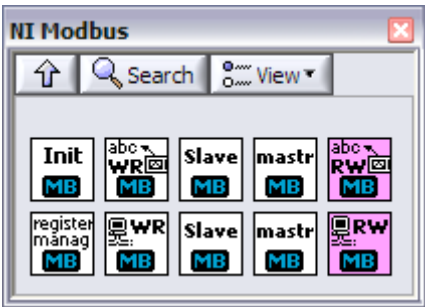 NI Modbus
Search View
Init abc WR Slave mastr abc RW
MB MB MB MB MB
register manag WR Slave mastr RW
MB MB MB MB MB